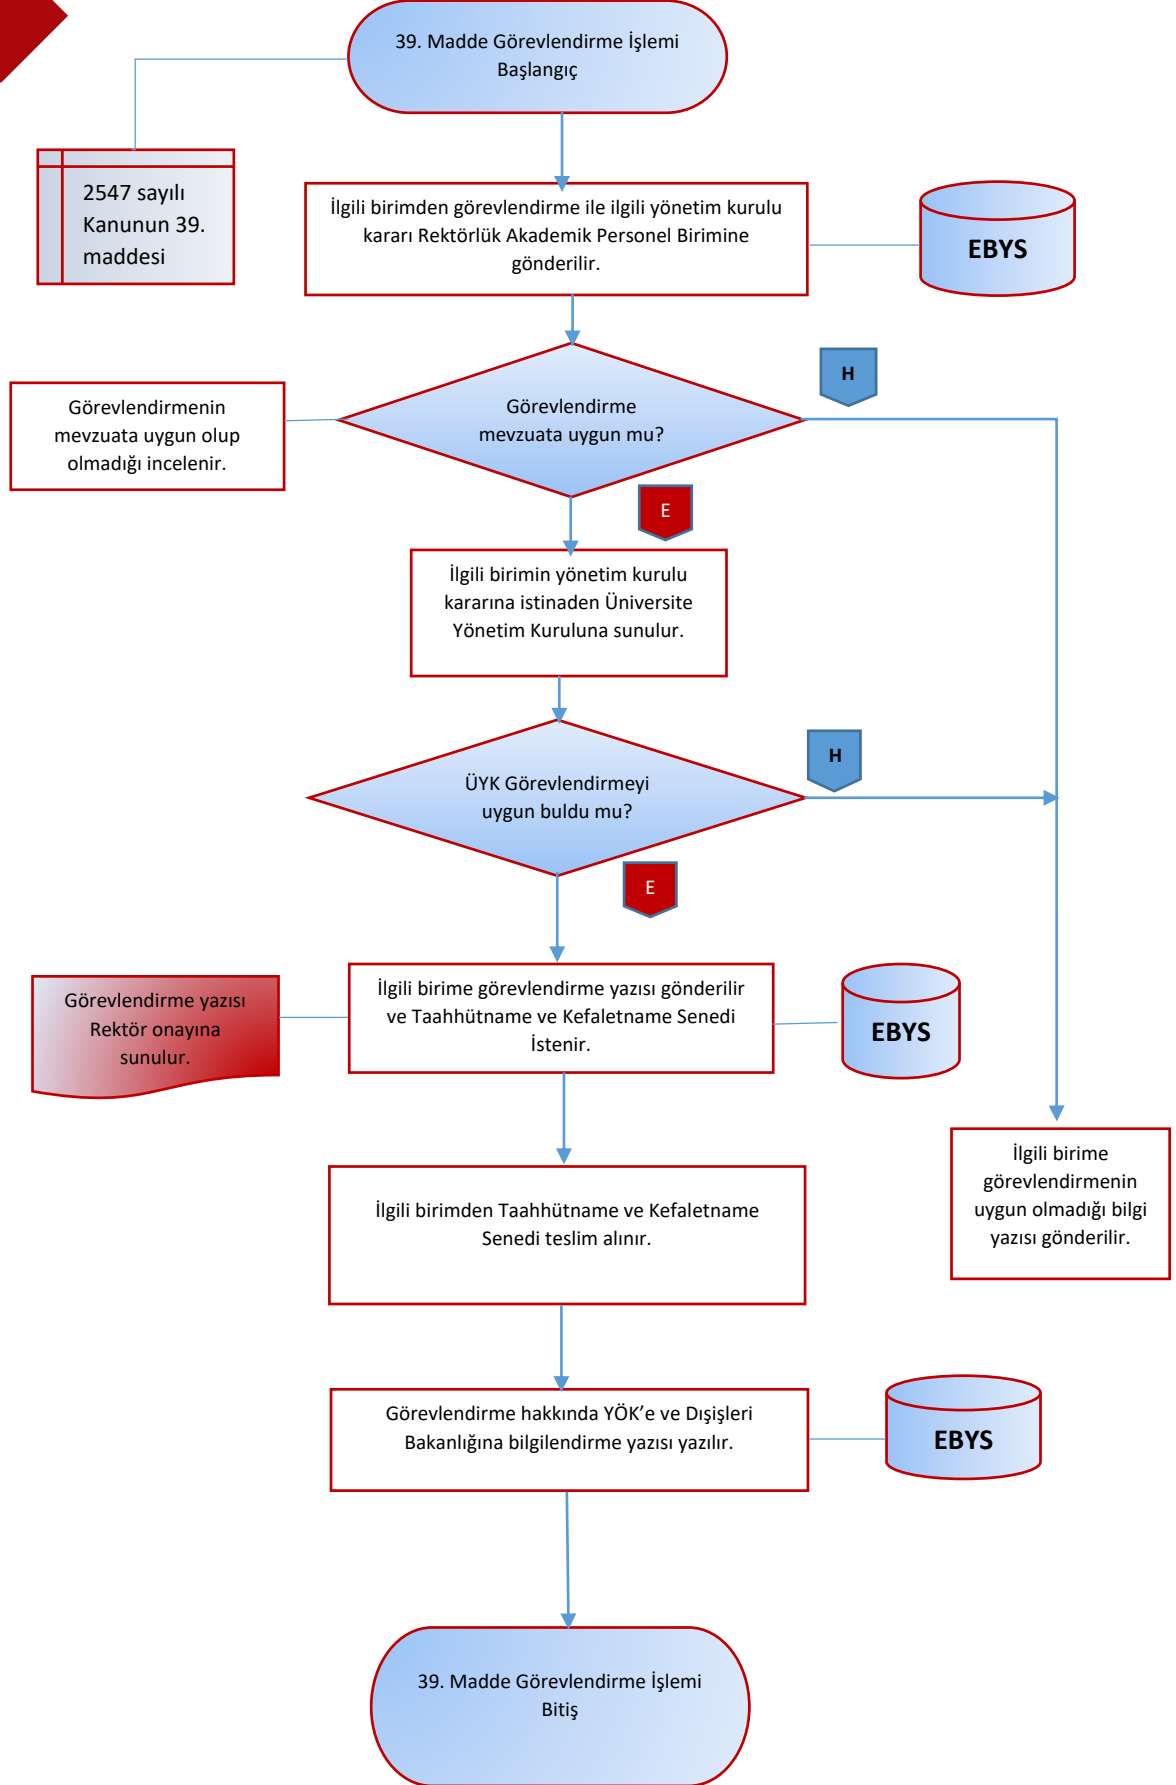 39. Madde Görevlendirme İşlemi
Başlangıç
2547 sayılı
Kanunun 39.
maddesi
İlgili birimden görevlendirme ile ilgili yönetim kurulu
kararı Rektörlük Akademik Personel Birimine
gönderilir.
EBYS
Görevlendirmenin
mevzuata uygun olup
olmadığı incelenir.
Görevlendirme
mevzuata uygun mu?
H
E
İlgili birimin yönetim kurulu
kararına istinaden Üniversite
Yönetim Kuruluna sunulur.
ÜYK Görevlendirmeyi
uygun buldu mu?
H
E
Görevlendirme yazısı
Rektör onayına
sunulur.
İlgili birime görevlendirme yazısı gönderilir
ve Taahhütname ve Kefaletname Senedi
İstenir.
EBYS
İlgili birime
görevlendirmenin
uygun olmadığı bilgi
yazısı gönderilir.
İlgili birimden Taahhütname ve Kefaletname
Senedi teslim alınır.
Görevlendirme hakkında YÖK’e ve Dışişleri
Bakanlığına bilgilendirme yazısı yazılır.
EBYS
39. Madde Görevlendirme İşlemi
Bitiş